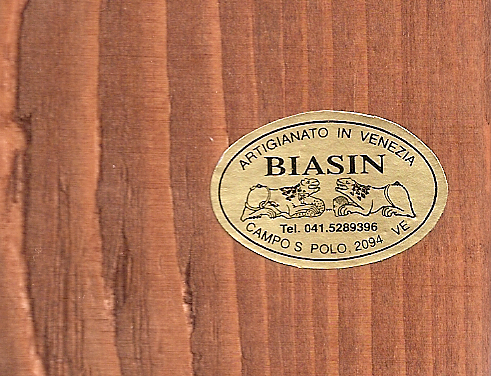 ARTIGIANATO IN VENEZIA
BIASIN
Tel. 041.5289396
CAMPO S. POLO, 2094 VE